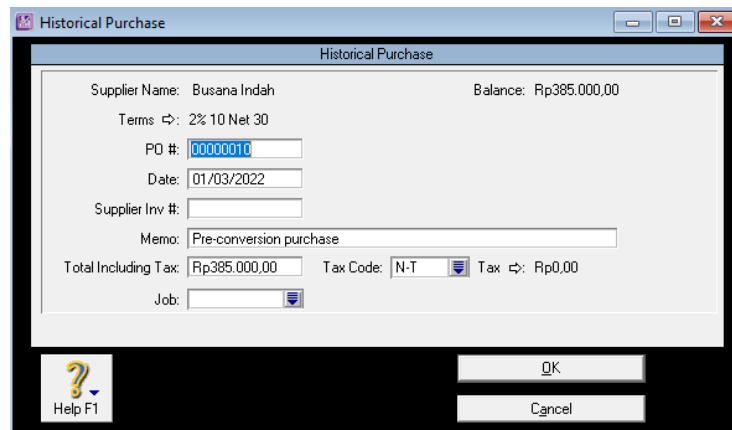 Historical Purchase
Historical Purchase
Supplier Name: Busana Indah Balance: Rp385.000,00
Terms ⇨: 2% 10 Net 30
PO #: 00000010
Date: 01/03/2022
Supplier Inv #:
Memo: Pre-conversion purchase
Total Including Tax: Rp385.000,00 Tax Code: N-T Tax ⇨: Rp0,00
Job:
OK
Help F1
Cancel